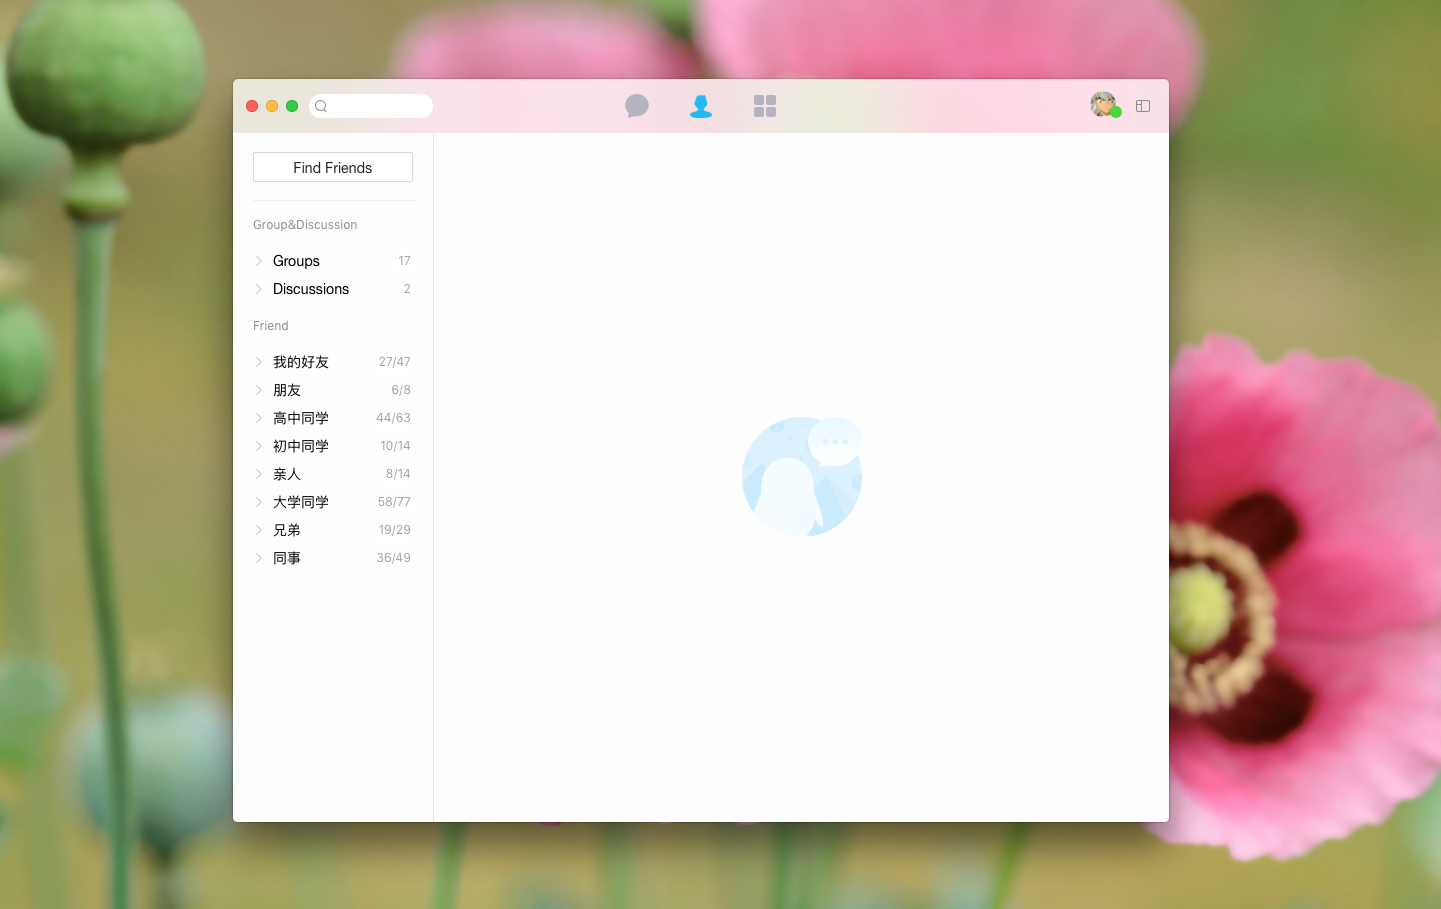 Find Friends
Group&Discussion
Groups 17
Discussions 2
Friend
我的好友 27/47
朋友 6/8
高中同学 44/63
初中同学 10/14
亲人 8/14
大学同学 58/77
兄弟 19/29
同事 36/49